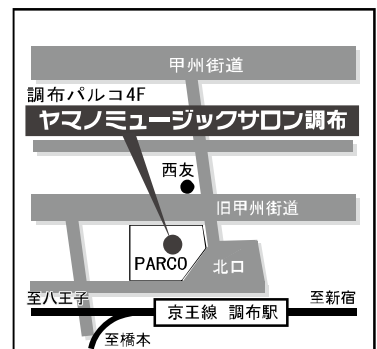 甲州街道
調布パルコ4F
ヤマノミュージックサロン調布
西友
旧甲州街道
PARCO
北口
至八王子
京王線 調布駅
至新宿
至橋本